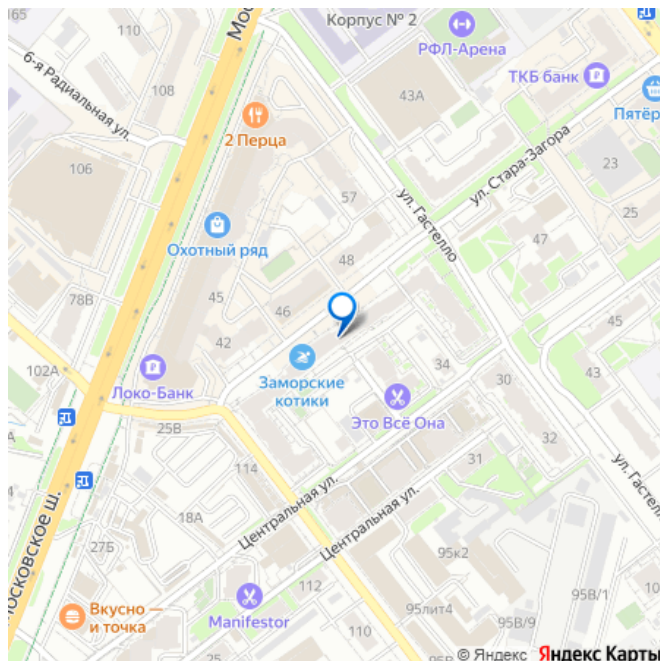 165
110
Корпус № 2
Мос
РФЛ-Арена
6-я Радиальная ул.
108
ТКБ банк
43А
Пятёр
2 Перца
106
ул. Стара-Загора
23
57
ул. Гастелло
25
Охотный ряд
47
48
45
46
78В
45
42
102А
Локо-Банк
Заморские
котики
34
30
43
Это Всё Она
25В
32
114
31
ул. Гастелло
Центральная ул.
Центральная ул.
18А
Московское ш.
27Б
95к2
112
95В/1
Вкусно —
и точка
Manifestor
95лит4
95В/9
110
10
95В
© Яндекс Яндекс Карты